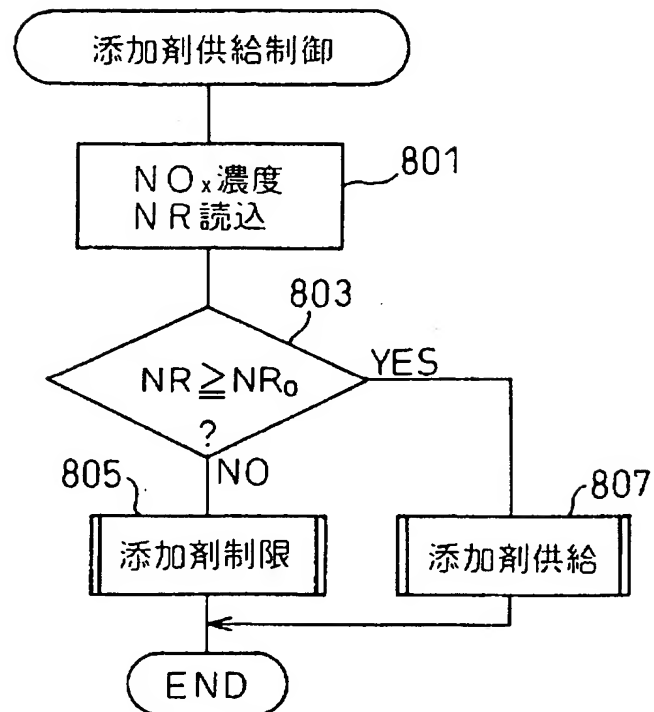 添加剤供給制御
801
NOx濃度
NR読込
803
NR≧NR0
?
YES
NO
805
添加剤制限
807
添加剤供給
END